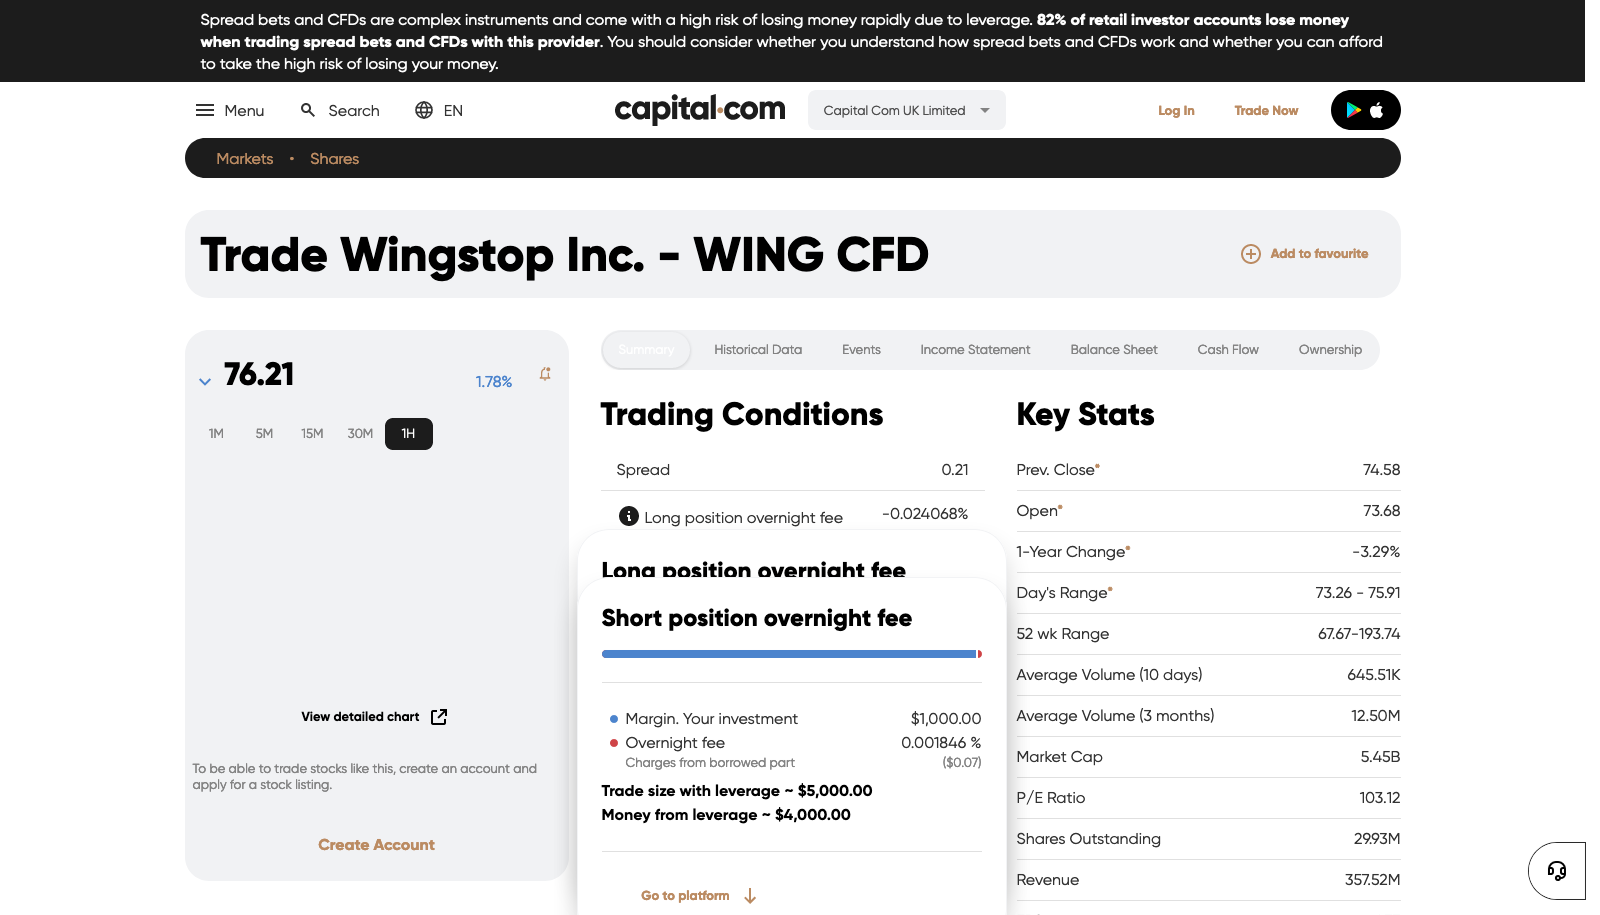 Spread bets and CFDs are complex instruments and come with a high risk of losing money rapidly due to leverage. 82% of retail investor accounts lose money
when trading spread bets and CFDs with this provider. You should consider whether you understand how spread bets and CFDs work and whether you can afford
to take the high risk of losing your money.
Menu Search EN capital.com Capital Com UK Limited Log In Trade Now
Markets • Shares
Trade Wingstop Inc. - WING CFD
Add to favourite
76.21
1.78%
1M 5M 15M 30M 1H
View detailed chart
To be able to trade stocks like this, create an account and
apply for a stock listing.
Create Account
Summary Historical Data Events Income Statement Balance Sheet Cash Flow Ownership
Trading Conditions
Spread 0.21
Long position overnight fee -0.024068%
Long position overnight fee
Short position overnight fee
Margin. Your investment $1,000.00
Overnight fee 0.001846 %
Charges from borrowed part ($0.07)
Trade size with leverage ~ $5,000.00
Money from leverage ~ $4,000.00
Go to platform
Key Stats
Prev. Close* 74.58
Open* 73.68
1-Year Change* -3.29%
Day's Range* 73.26 - 75.91
52 wk Range 67.67-193.74
Average Volume (10 days) 645.51K
Average Volume (3 months) 12.50M
Market Cap 5.45B
P/E Ratio 103.12
Shares Outstanding 29.93M
Revenue 357.52M